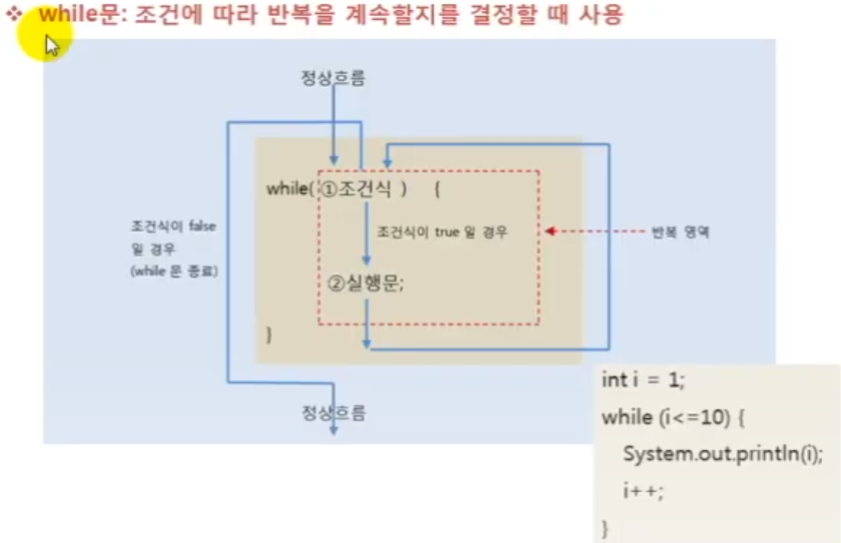 ❖ while문: 조건에 따라 반복을 계속할지를 결정할 때 사용
정상흐름
while( ①조건식 ) {
조건식이 false
일 경우
(while 문 종료)
조건식이 true 일 경우
반복 영역
②실행문;
}
정상흐름
int i = 1;
while (i<=10) {
System.out.println(i);
i++;
}